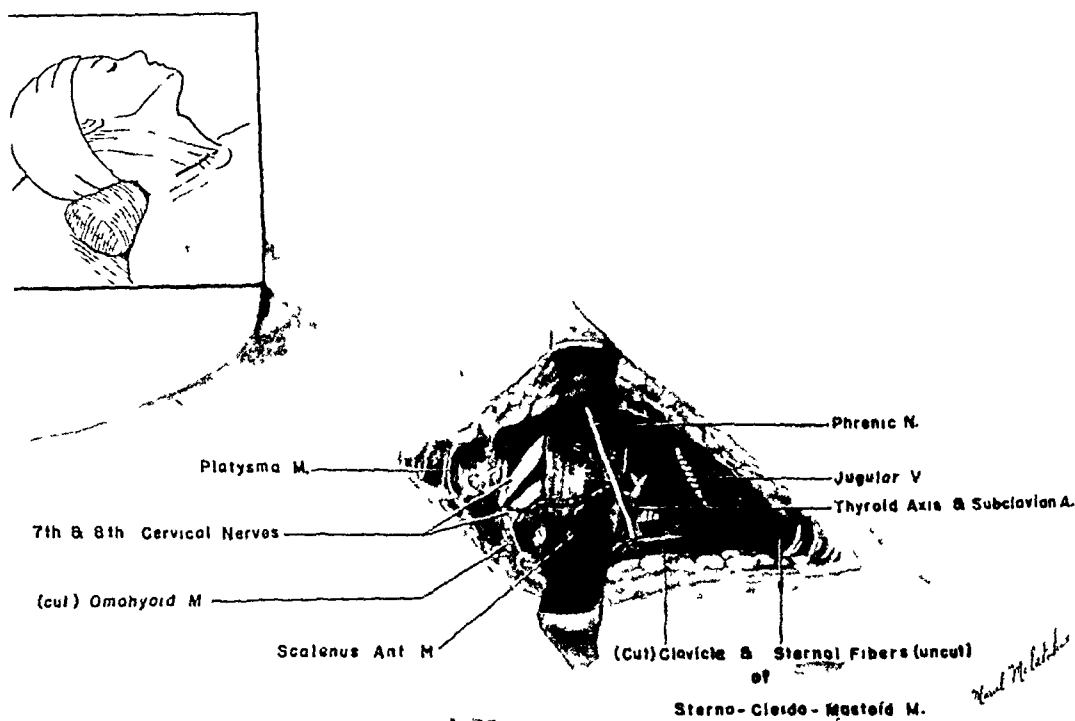 Phrenic N.
Platysma M.
Jugular V
Thyroid Axis & Subclavian A.
7th & 8th Cervical Nerves
(cut) Omohyoid M
Scalenus Ant M
(Cut) Clavicle & Sternal Fibers (uncut)
of
Sterno-Cleido-Mastoid M.